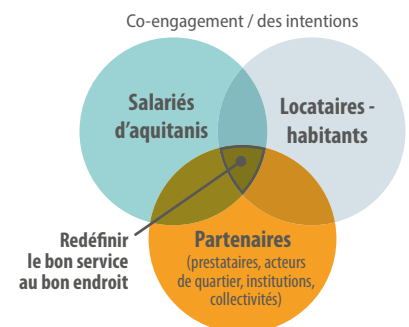 Co-engagement / des intentions
Salariés
d'aquitanis
Locataires -
habitants
Redéfinir
le bon service
au bon endroit
Partenaires
(prestataires, acteurs
de quartier, institutions,
collectivités)